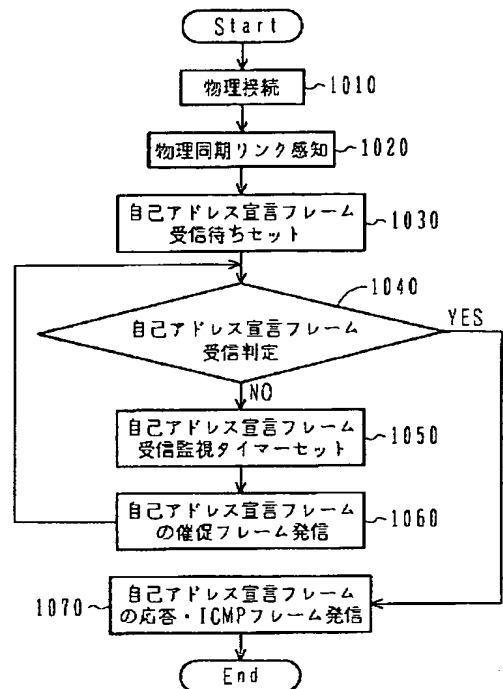 Start
物理接続
1010
物理同期リンク感知
1020
自己アドレス宣言フレーム
受信待ちセット
1030
1040
自己アドレス宣言フレーム
受信判定
YES
NO
自己アドレス宣言フレーム
受信監視タイマーセット
1050
自己アドレス宣言フレーム
の催促フレーム発信
1060
1070
自己アドレス宣言フレーム
の応答・ICMPフレーム発信
End